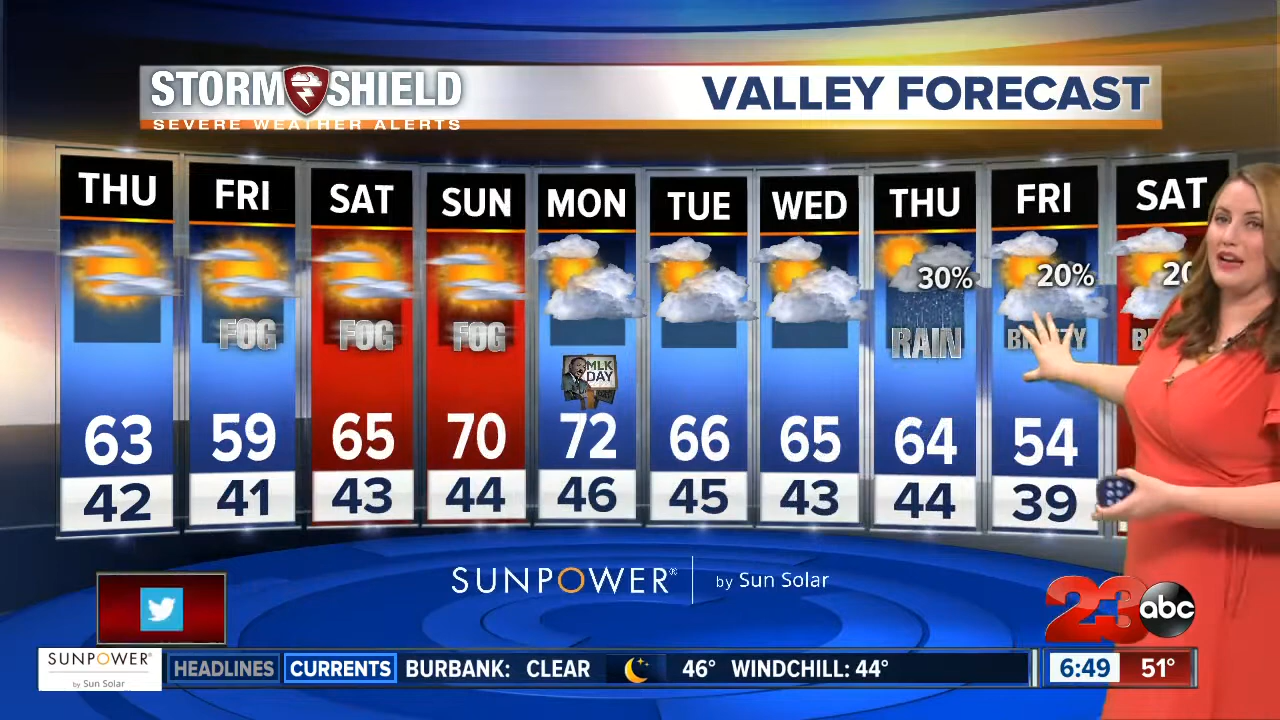 STORM SHIELD
SEVERE WEATHER ALERTS
VALLEY FORECAST
THU
FRI
SAT
SUN
MON
TUE
WED
THU
FRI
SAT
FOG
FOG
FOG
30%
RAIN
20%
20
MLK
DAY
63
59
65
70
72
66
65
64
54
42
41
43
44
46
45
43
44
39
SUNPOWER® by Sun Solar
23 abc
SUNPOWER®
by Sun Solar
HEADLINES CURRENTS BURBANK: CLEAR 46° WINDCHILL: 44° 6:49 51°